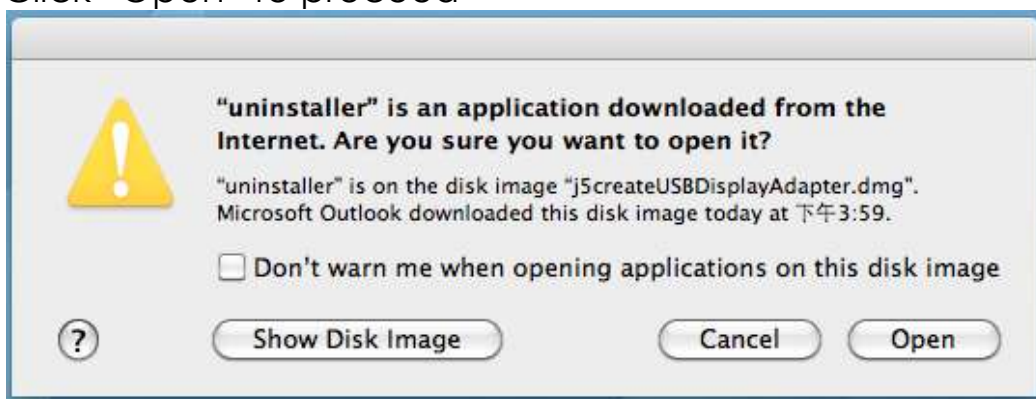 Click "Open" to proceed
"uninstaller" is an application downloaded from the
Internet. Are you sure you want to open it?
"uninstaller" is on the disk image "j5createUSBDisplayAdapter.dmg".
Microsoft Outlook downloaded this disk image today at 下午3:59.
Don't warn me when opening applications on this disk image
?
Show Disk Image
Cancel
Open